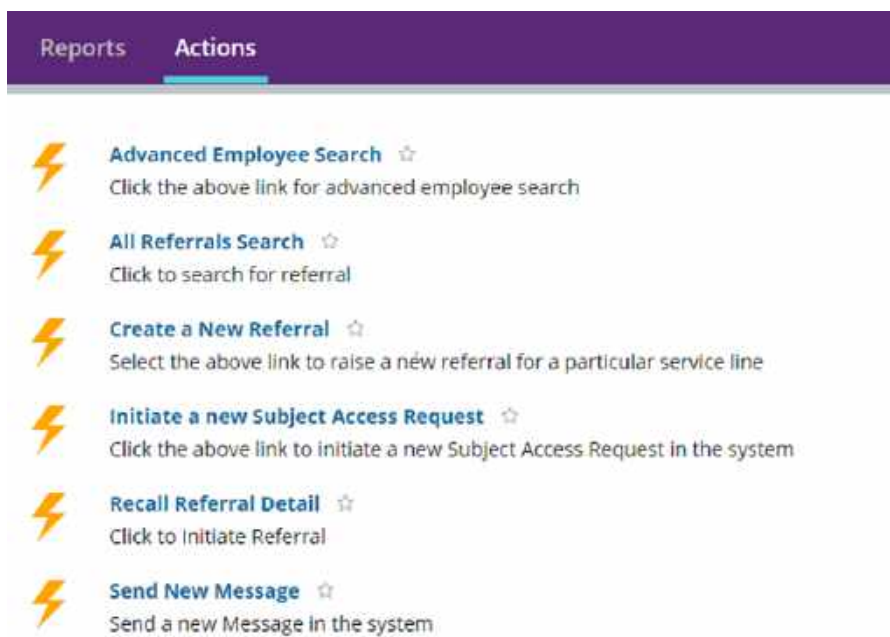 Reports Actions
Advanced Employee Search
Click the above link for advanced employee search
All Referrals Search
Click to search for referral
Create a New Referral
Select the above link to raise a new referral for a particular service line
Initiate a new Subject Access Request
Click the above link to initiate a new Subject Access Request in the system
Recall Referral Detail
Click to Initiate Referral
Send New Message
Send a new Message in the system